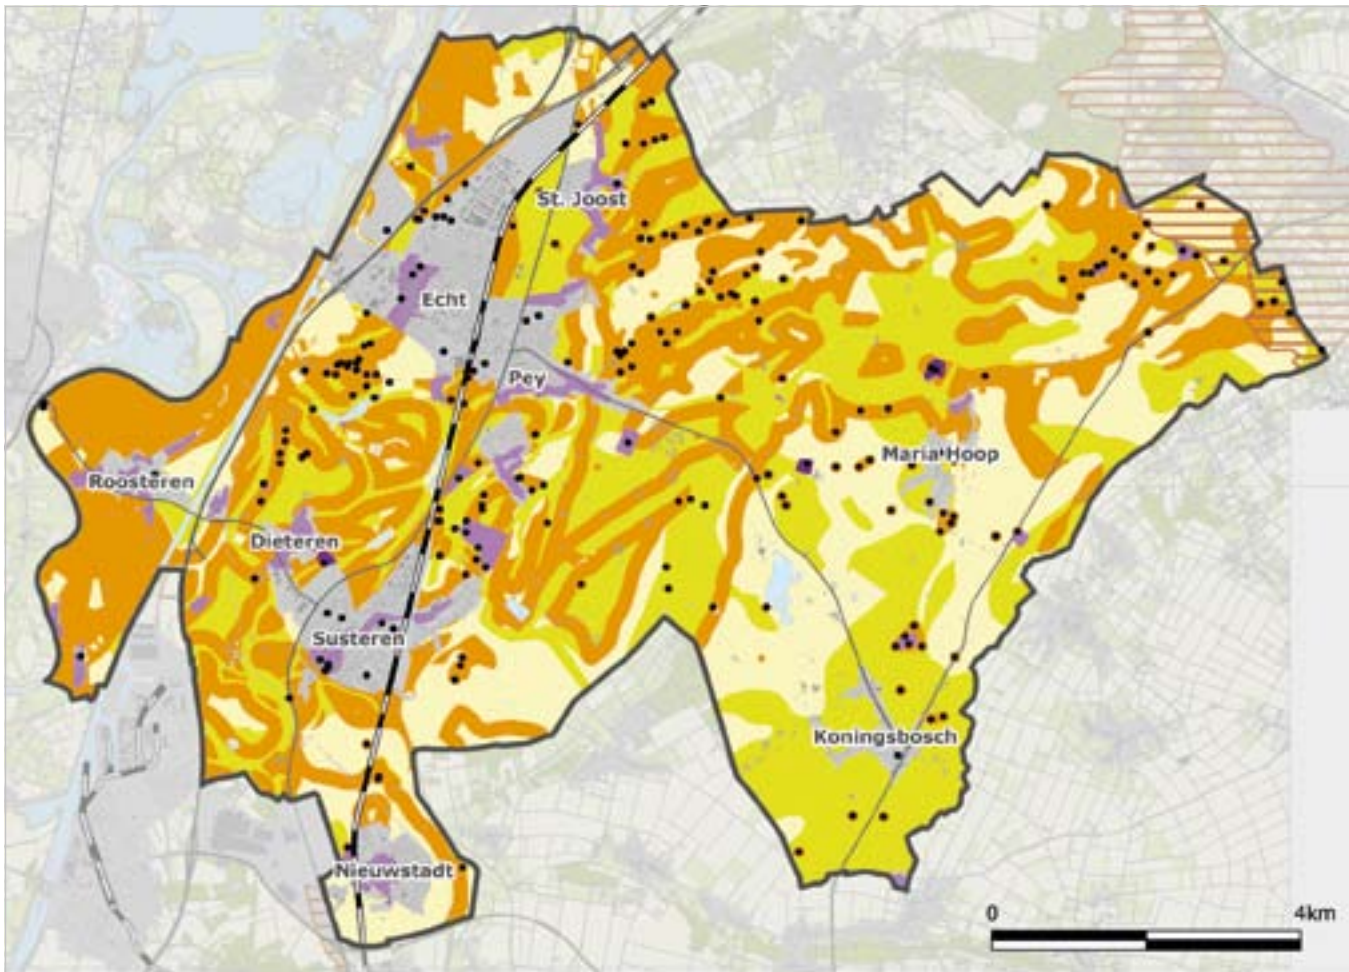 St. Joost
Echt
Pey
Maria Hoop
Roosteren
Dieteren
Susteren
Koningsbosch
Nieuwstadt
0 4km